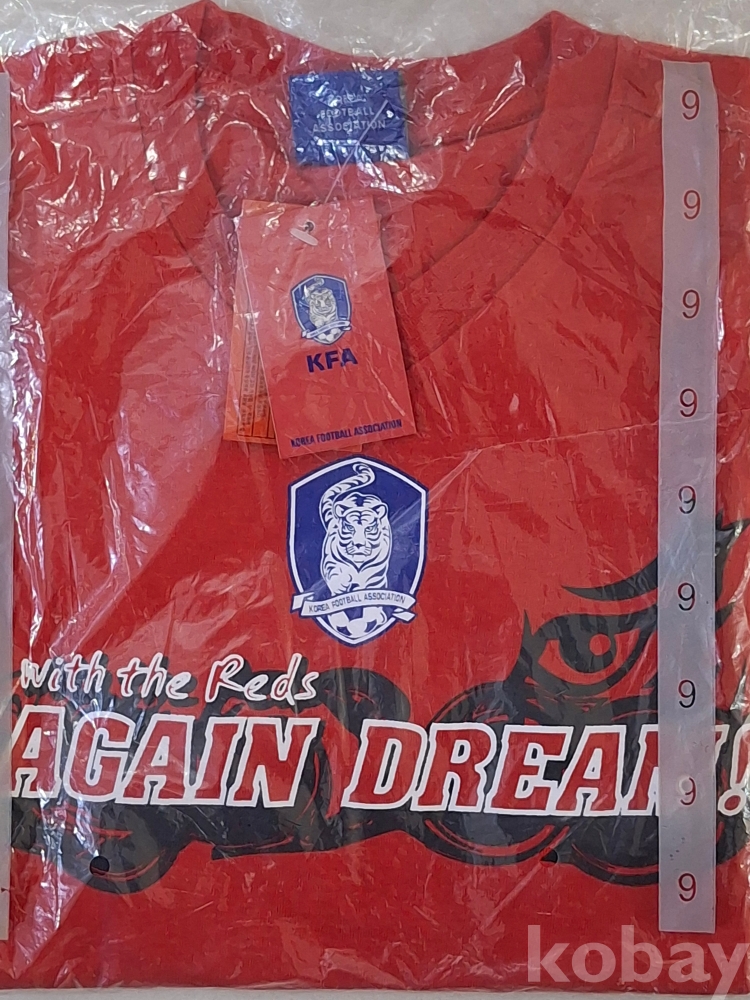 FOOTBALL
ASSOCIATION
9
9
9
9
9
9
9
9
9
KFA
KOREA FOOTBALL ASSOCIATION
KOREA FOOTBALL ASSOCIATION
with the Reds
AGAIN DREAM!
kobay